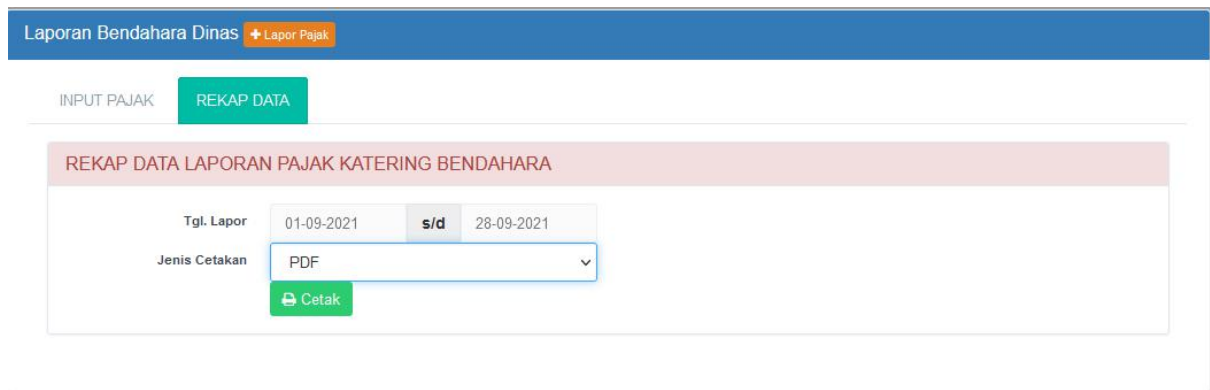 Laporan Bendahara Dinas + Lapor Pajak
INPUT PAJAK REKAP DATA
REKAP DATA LAPORAN PAJAK KATERING BENDAHARA
Tgl. Lapor 01-09-2021 s/d 28-09-2021
Jenis Cetakan PDF
Cetak